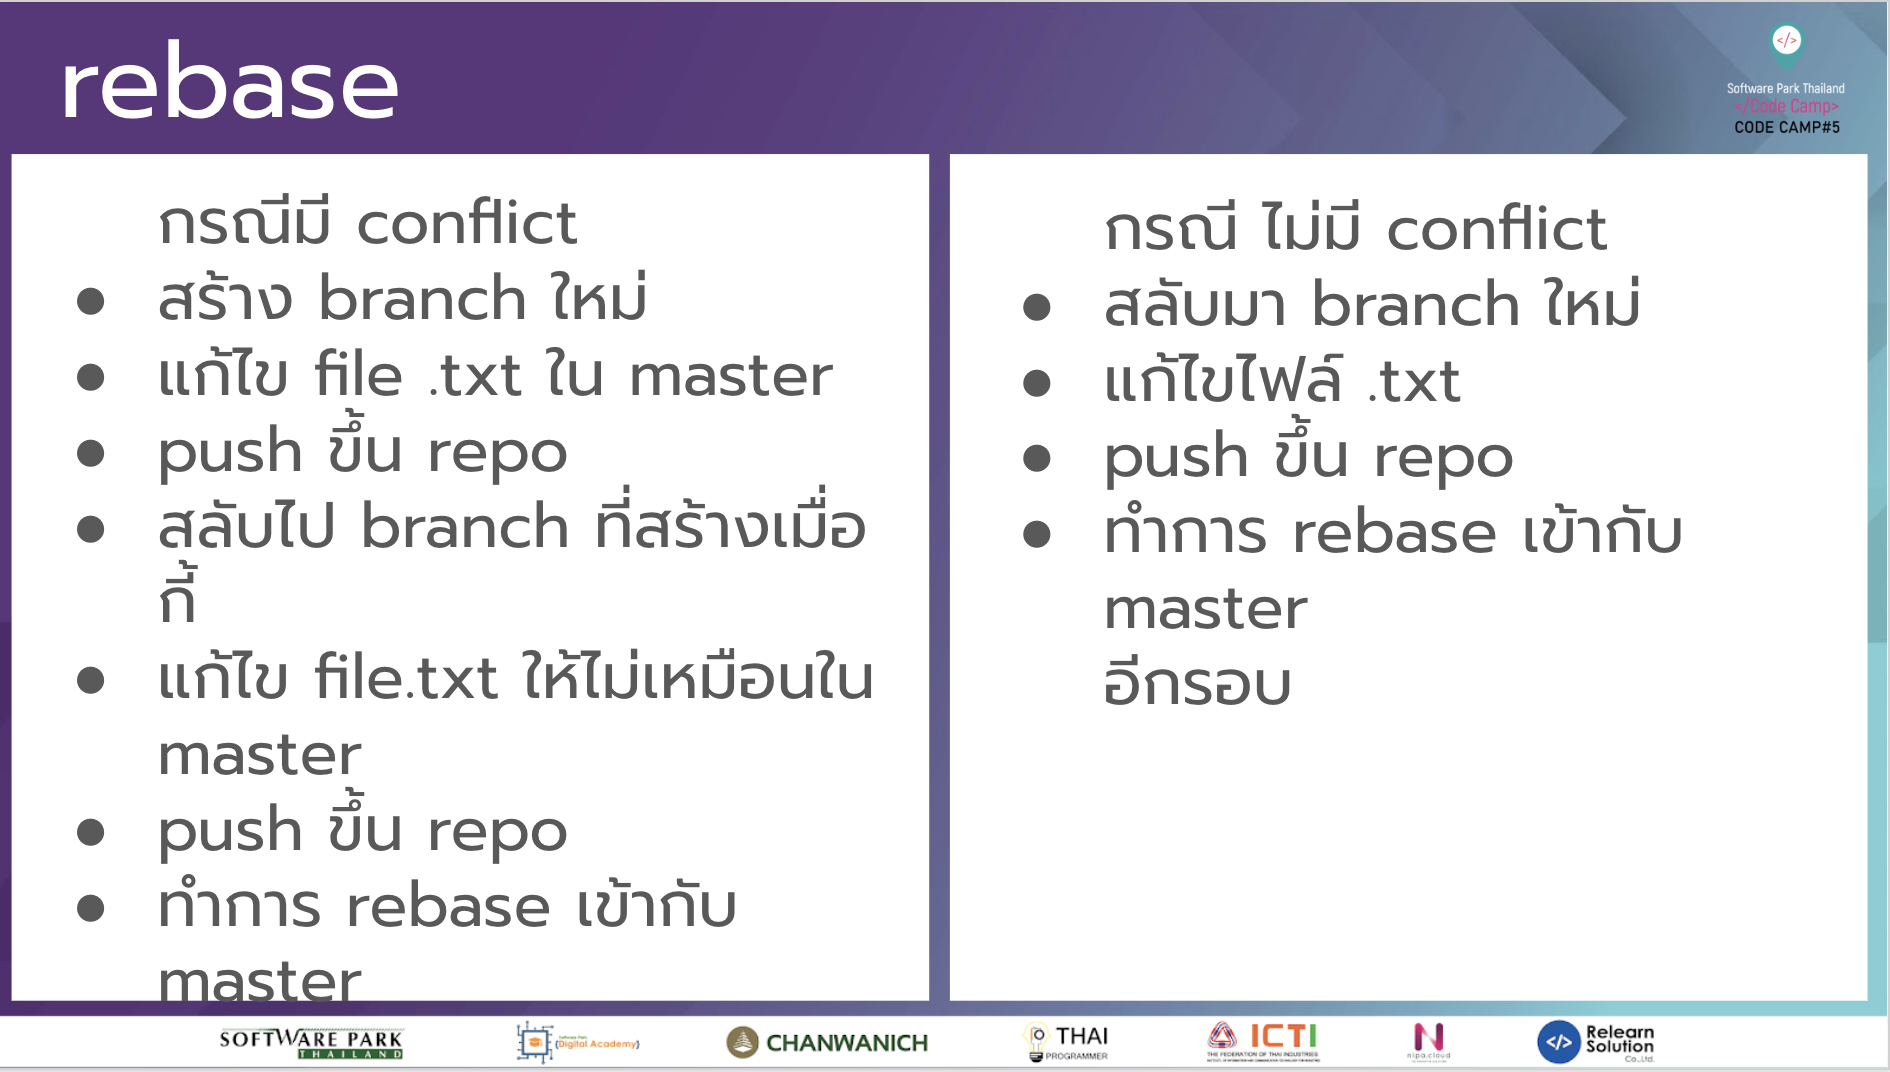 rebase
</>
Software Park Thailand
</Code Camp>
CODE CAMP#5
กรณีมี conflict
● สร้าง branch ใหม่
● แก้ไข file .txt ใน master
● push ขึ้น repo
● สลับไป branch ที่สร้างเมื่อ
กี้
● แก้ไข file.txt ให้ไม่เหมือนใน
master
● push ขึ้น repo
● ทำการ rebase เข้ากับ
master
กรณี ไม่มี conflict
● สลับมา branch ใหม่
● แก้ไขไฟล์ .txt
● push ขึ้น repo
● ทำการ rebase เข้ากับ
master
อีกรอบ
SOFTWARE PARK
THAILAND
Software Park
{Digital Academy}
CHANWANICH
THAI
PROGRAMMER
ICTI
THE FEDERATION OF THAI INDUSTRIES
N
nipa.cloud
</>
Relearn
Solution
Co.,Ltd.